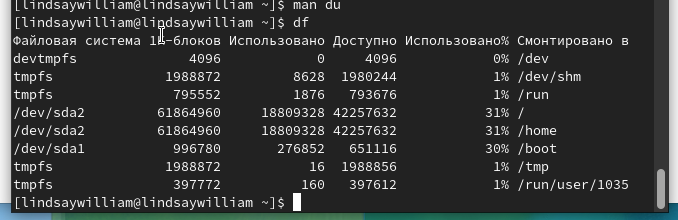 [lindsaywilliam@lindsaywilliam ~]$ man du
[lindsaywilliam@lindsaywilliam ~]$ df
Файловая система 1K-блоков Использовано Доступно Использовано% Cмонтировано в
devtmpfs 4096 0 4096 0% /dev
tmpfs 1988872 8628 1980244 1% /dev/shm
tmpfs 795552 1876 793676 1% /run
/dev/sda2 61864960 18809328 42257632 31% /
/dev/sda2 61864960 18809328 42257632 31% /home
/dev/sda1 996780 276852 651116 30% /boot
tmpfs 1988872 16 1988856 1% /tmp
tmpfs 397772 160 397612 1% /run/user/1035
[lindsaywilliam@lindsaywilliam ~]$